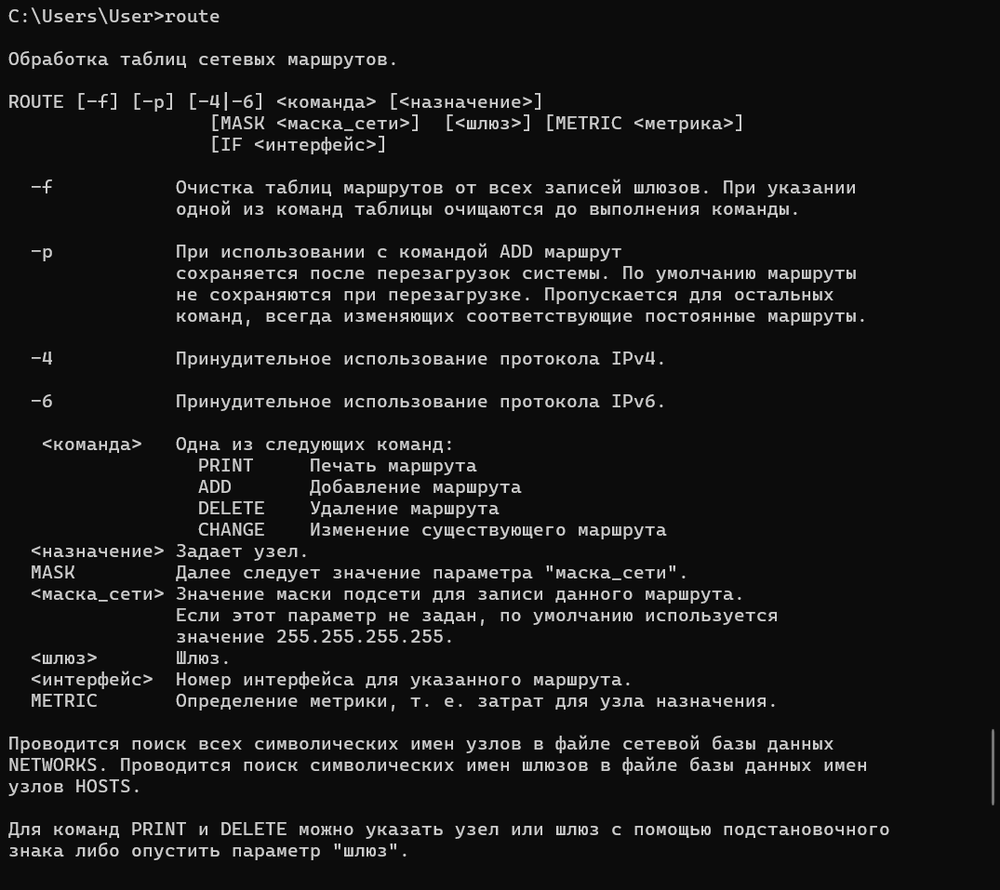 C:\Users\User>route
Обработка таблиц сетевых маршрутов.
ROUTE [-f] [-p] [-4|-6] <команда> [<назначение>]
[MASK <маска_сети>]  [<шлюз>] [METRIC <метрика>]
[IF <интерфейс>]
-f           Очистка таблиц маршрутов от всех записей шлюзов. При указании
одной из команд таблицы очищаются до выполнения команды.
-p           При использовании с командой ADD маршрут
сохраняется после перезагрузок системы. По умолчанию маршруты
не сохраняются при перезагрузке. Пропускается для остальных
команд, всегда изменяющих соответствующие постоянные маршруты.
-4           Принудительное использование протокола IPv4.
-6           Принудительное использование протокола IPv6.
<команда>   Одна из следующих команд:
PRINT     Печать маршрута
ADD       Добавление маршрута
DELETE    Удаление маршрута
CHANGE    Изменение существующего маршрута
<назначение> Задает узел.
MASK         Далее следует значение параметра "маска_сети".
<маска_сети> Значение маски подсети для записи данного маршрута.
Если этот параметр не задан, по умолчанию используется
значение 255.255.255.255.
<шлюз>       Шлюз.
<интерфейс>  Номер интерфейса для указанного маршрута.
METRIC       Определение метрики, т. е. затрат для узла назначения.
Проводится поиск всех символических имен узлов в файле сетевой базы данных
NETWORKS. Проводится поиск символических имен шлюзов в файле базы данных имен
узлов HOSTS.
Для команд PRINT и DELETE можно указать узел или шлюз с помощью подстановочного
знака либо опустить параметр "шлюз".